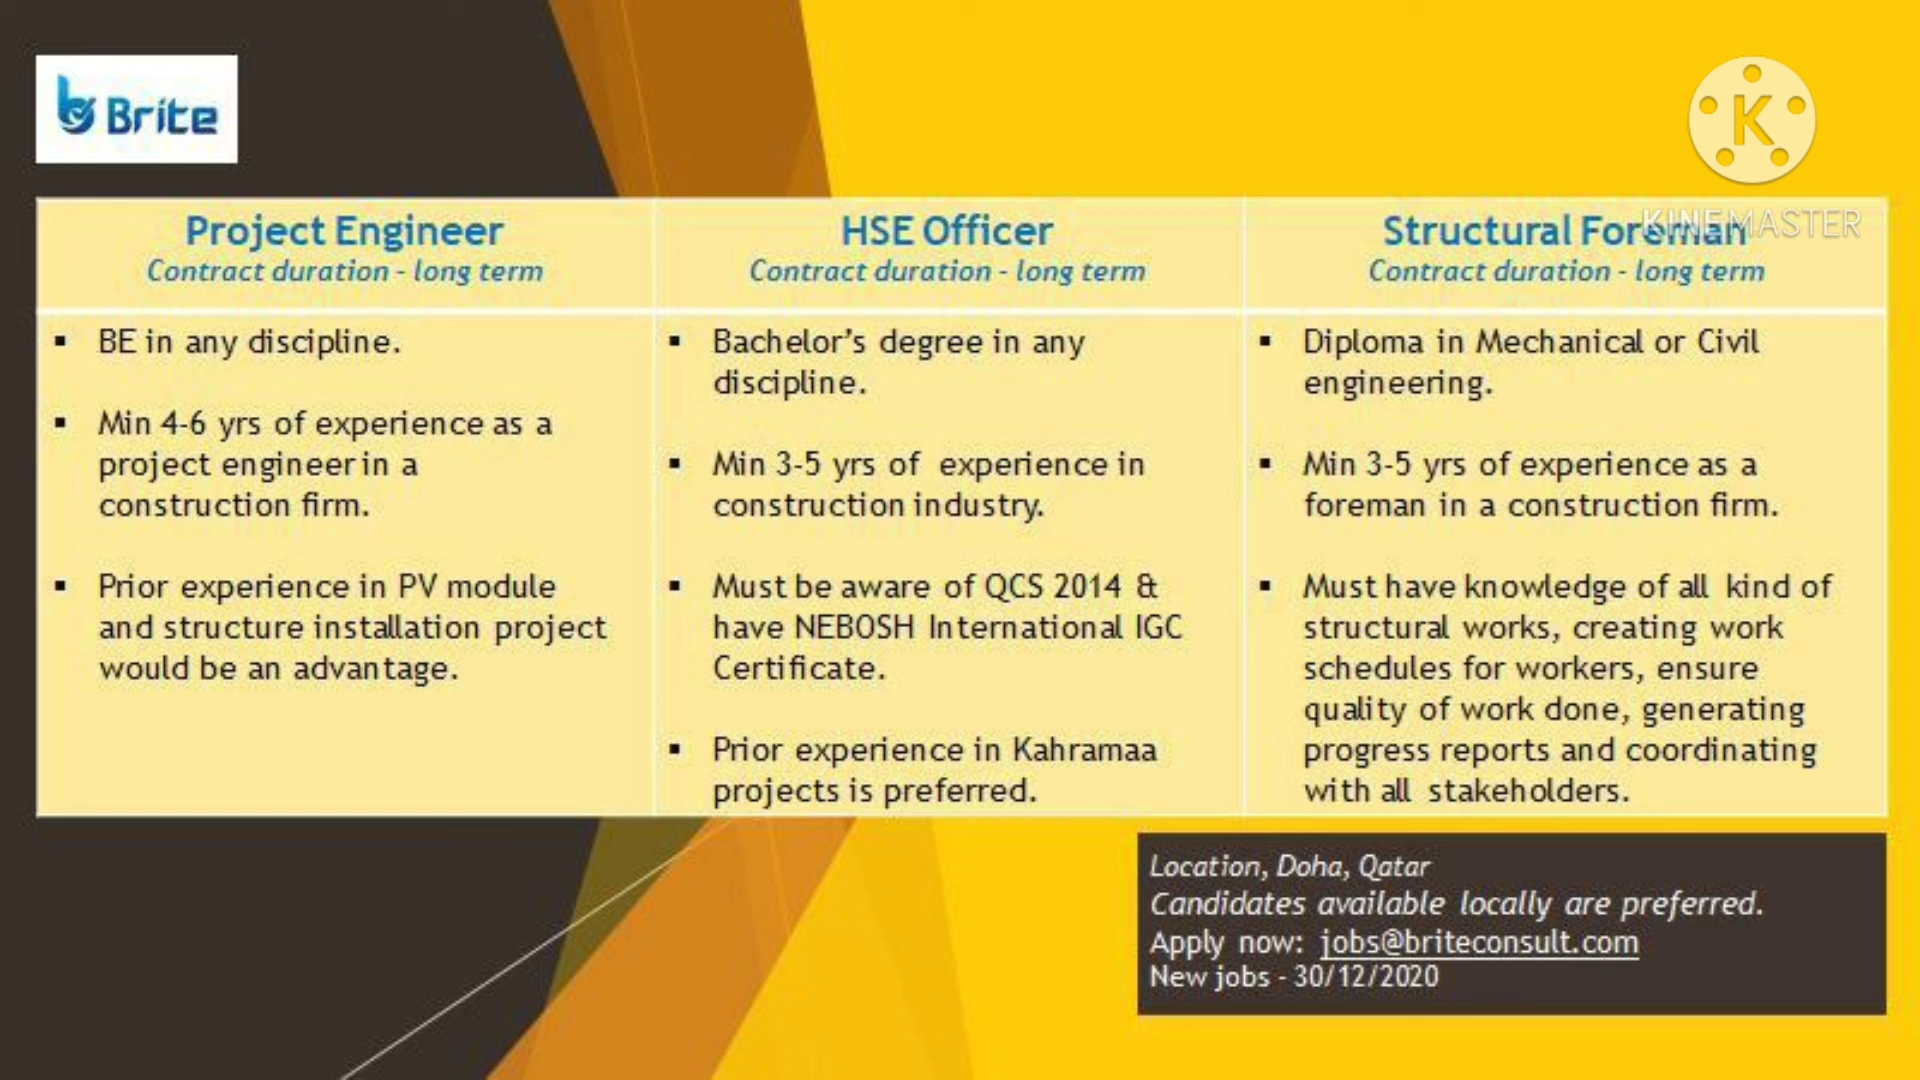 Brite
K
KINEMASTER
Project Engineer
Contract duration - long term
▪ BE in any discipline.
▪ Min 4-6 yrs of experience as a
project engineer in a
construction firm.
▪ Prior experience in PV module
and structure installation project
would be an advantage.
HSE Officer
Contract duration - long term
▪ Bachelor's degree in any
discipline.
▪ Min 3-5 yrs of experience in
construction industry.
▪ Must be aware of QCS 2014 &
have NEBOSH International IGC
Certificate.
▪ Prior experience in Kahramaa
projects is preferred.
Structural Foreman
Contract duration - long term
▪ Diploma in Mechanical or Civil
engineering.
▪ Min 3-5 yrs of experience as a
foreman in a construction firm.
▪ Must have knowledge of all kind of
structural works, creating work
schedules for workers, ensure
quality of work done, generating
progress reports and coordinating
with all stakeholders.
Location, Doha, Qatar
Candidates available locally are preferred.
Apply now: jobs@briteconsult.com
New jobs - 30/12/2020